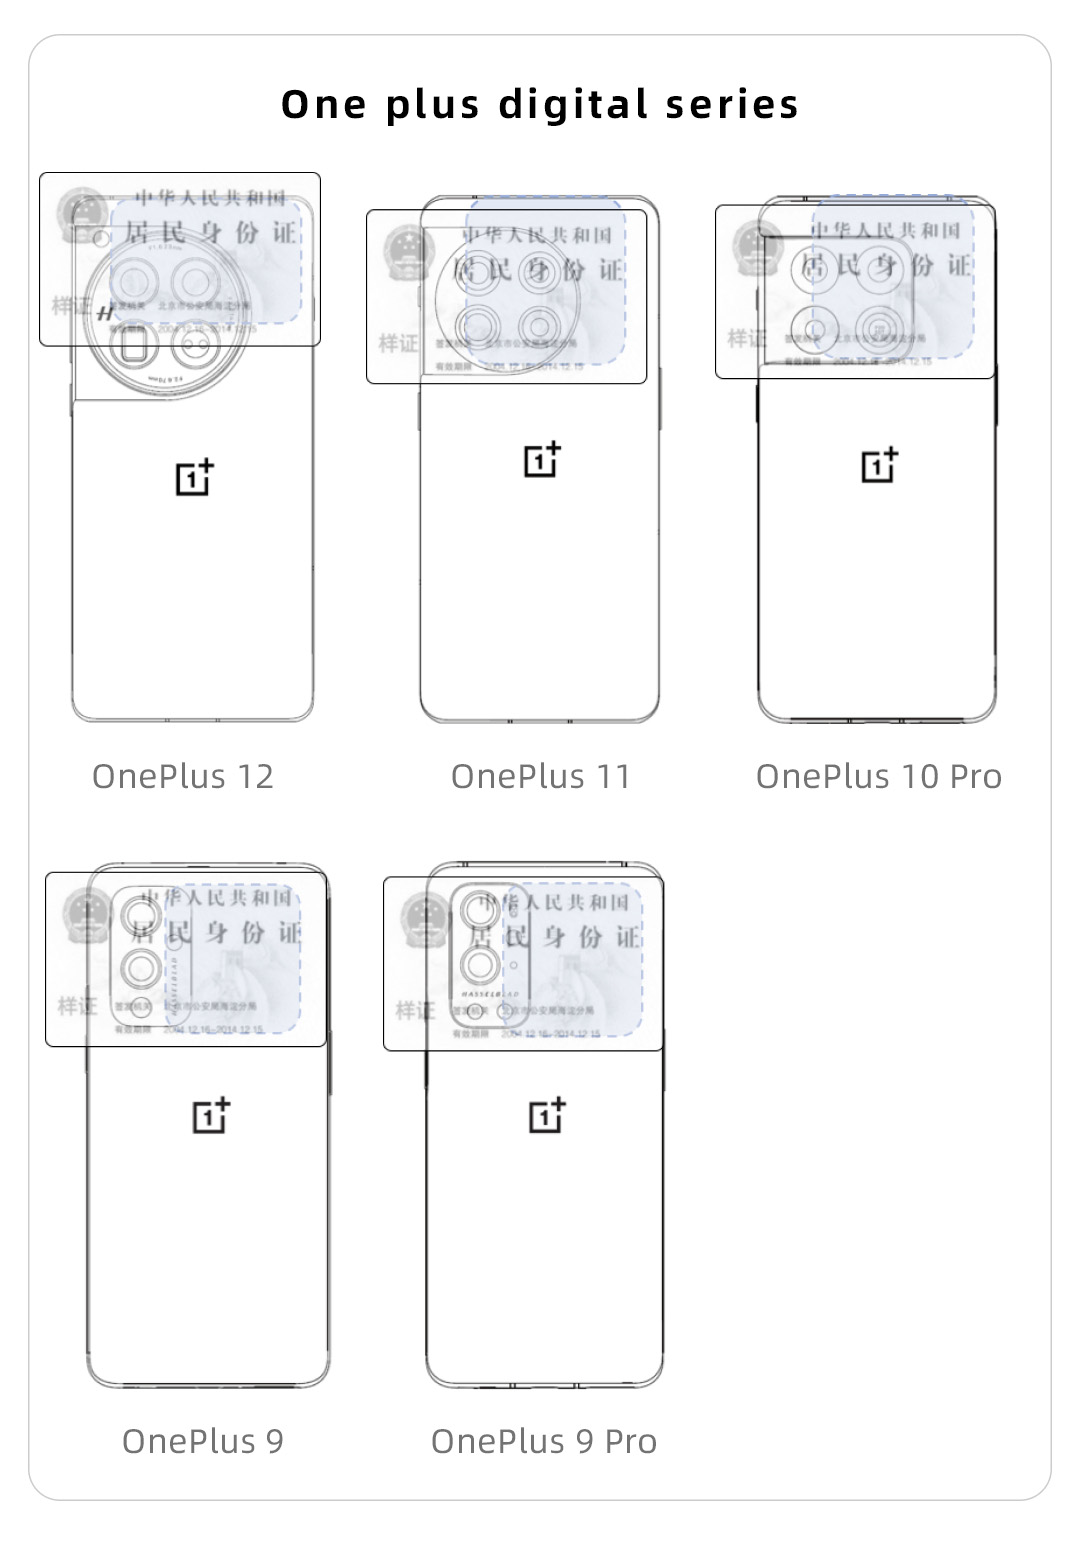 One plus digital series
中华人民共和国
居民身份证
样证
H
签发机关 北京市公安局海淀分局
有效期限 2004.12.16-2014.12.15
中华人民共和国
居民身份证
样证
签发机关 北京市公安局海淀分局
有效期限 2004.12.16-2014.12.15
中华人民共和国
居民身份证
样证
签发机关 北京市公安局海淀分局
有效期限 2004.12.16-2014.12.15
1+
1+
1+
OnePlus 12
OnePlus 11
OnePlus 10 Pro
中华人民共和国
居民身份证
HASSELBLAD
样证
签发机关 北京市公安局海淀分局
有效期限 2004.12.16-2014.12.15
中华人民共和国
居民身份证
HASSELBLAD
样证
签发机关 北京市公安局海淀分局
有效期限 2004.12.16-2014.12.15
1+
1+
OnePlus 9
OnePlus 9 Pro